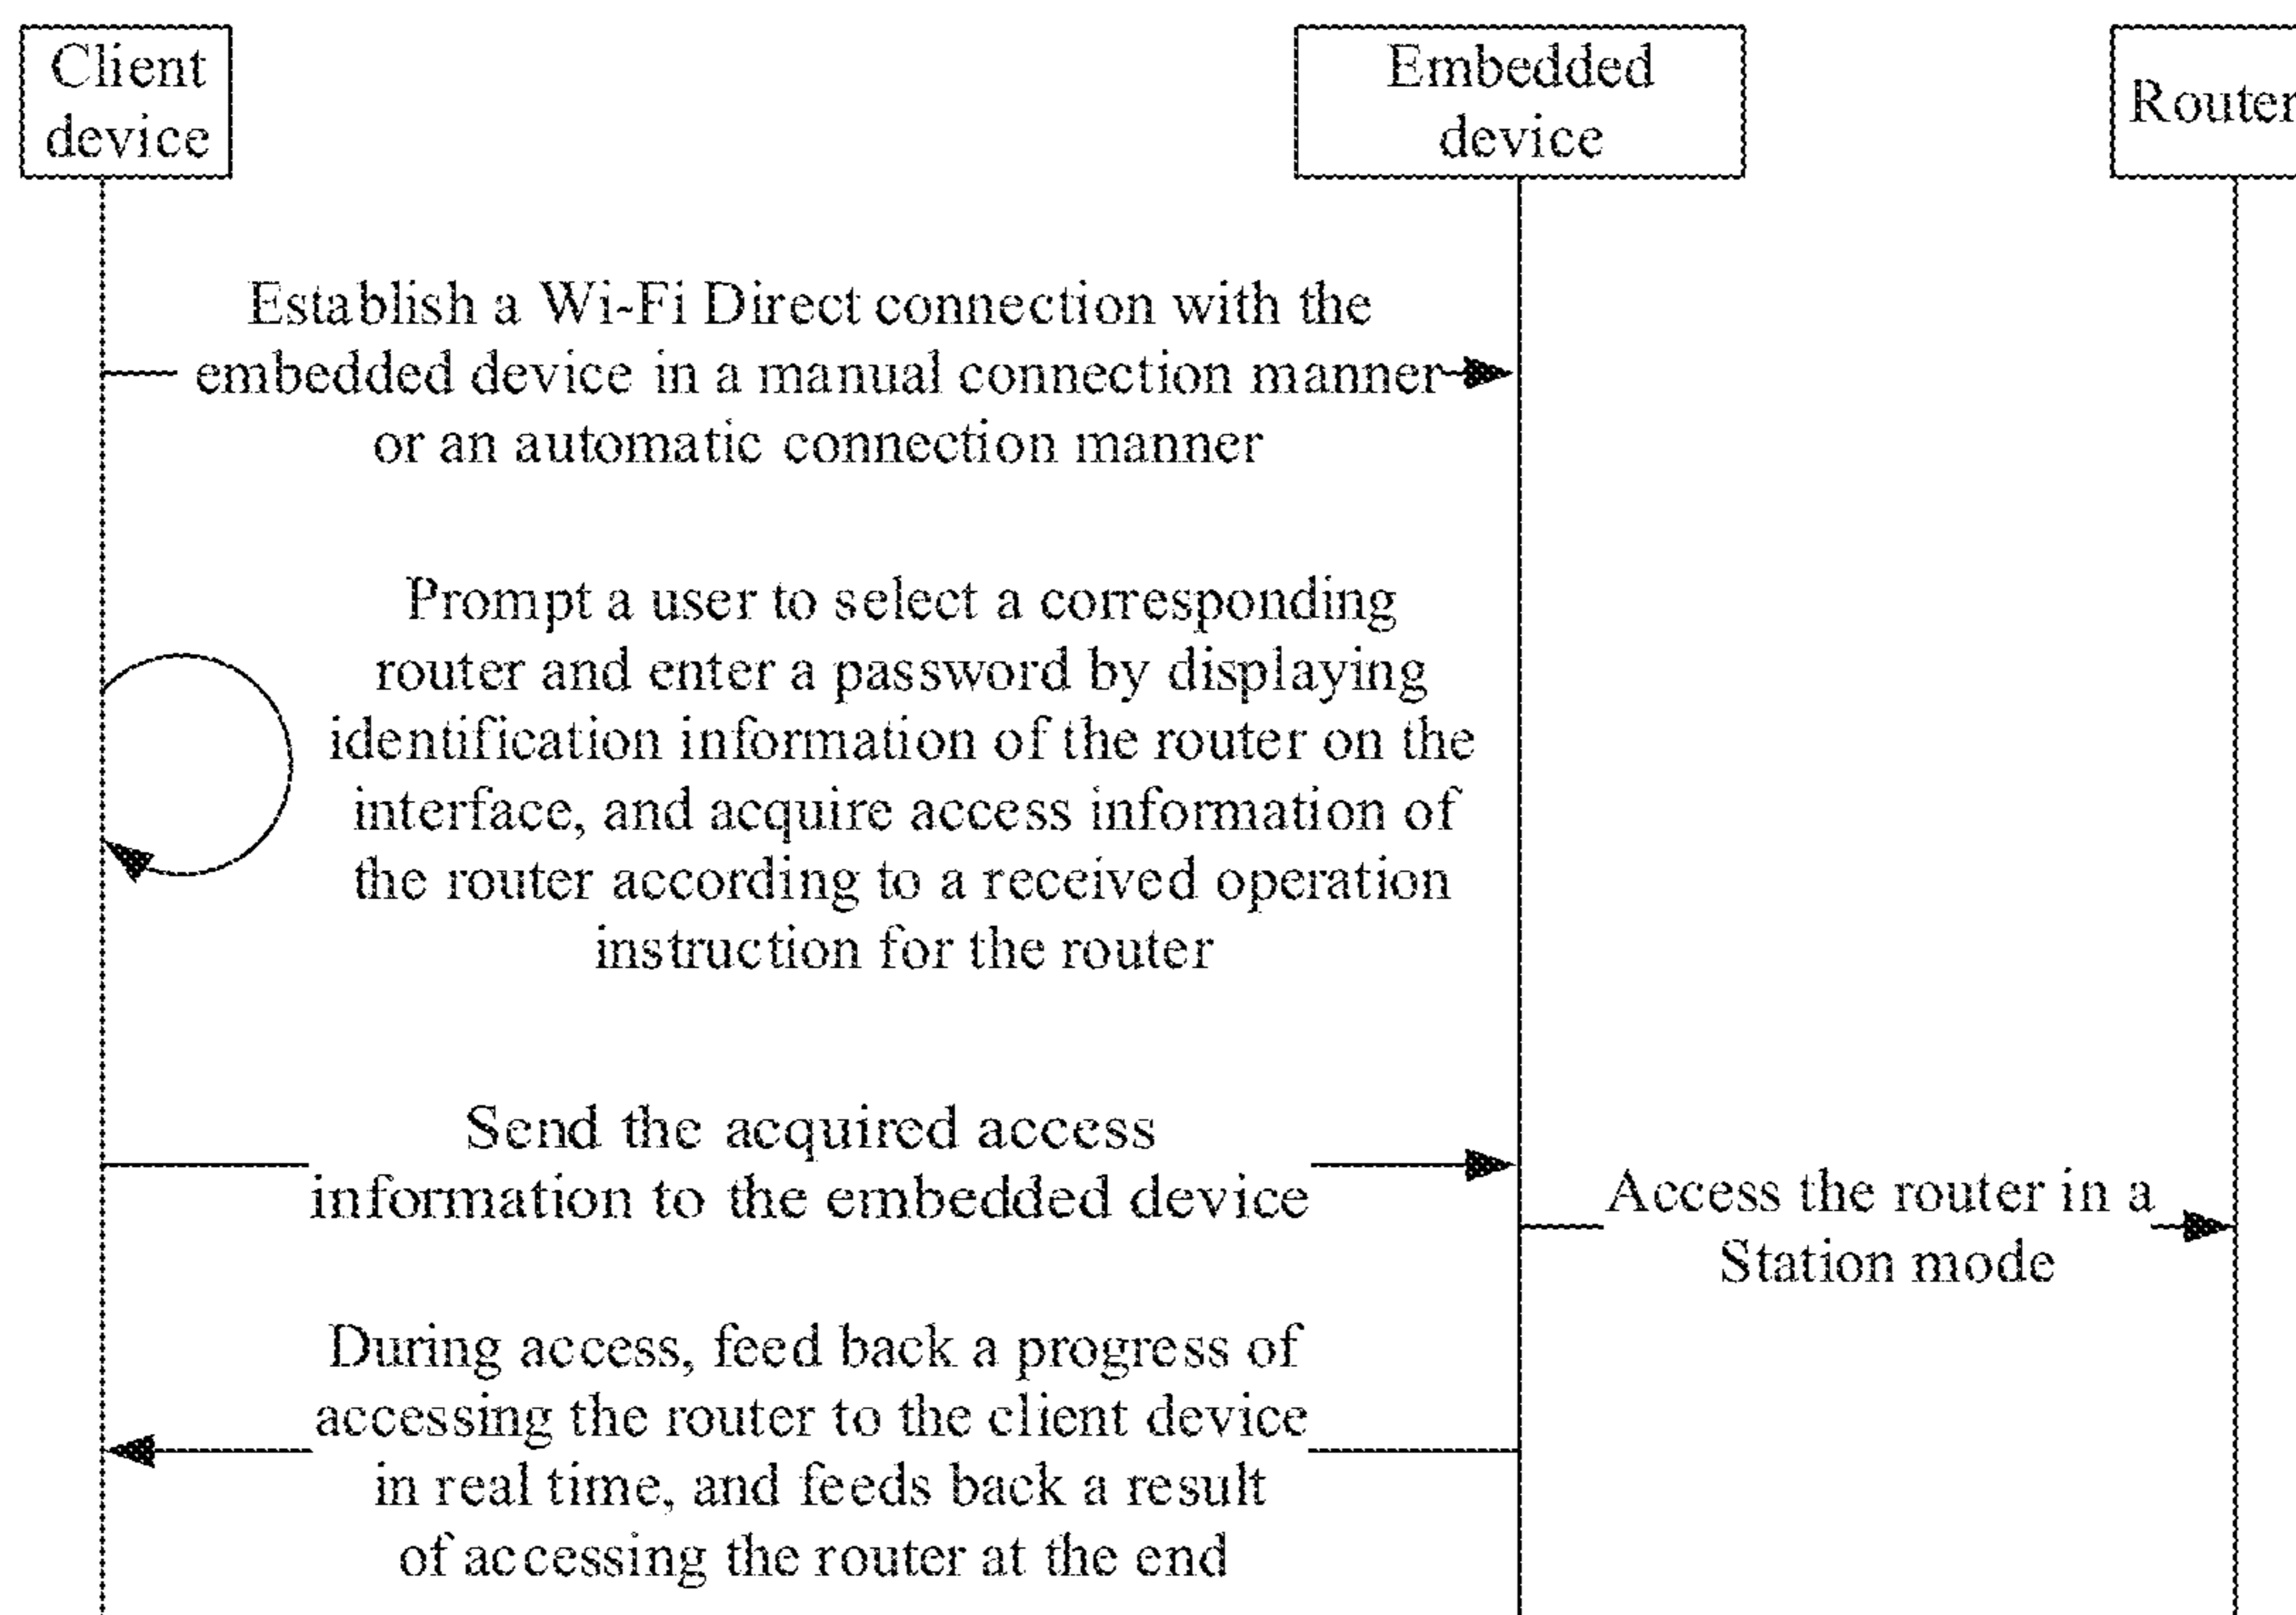 Client
device
Embedded
device
Router
Establish a Wi-Fi Direct connection with the
embedded device in a manual connection manner
or an automatic connection manner
Prompt a user to select a corresponding
router and enter a password by displaying
identification information of the router on the
interface, and acquire access information of
the router according to a received operation
instruction for the router
Send the acquired access
information to the embedded device
Access the router in a
Station mode
During access, feed back a progress of
accessing the router to the client device
in real time, and feeds back a result
of accessing the router at the end